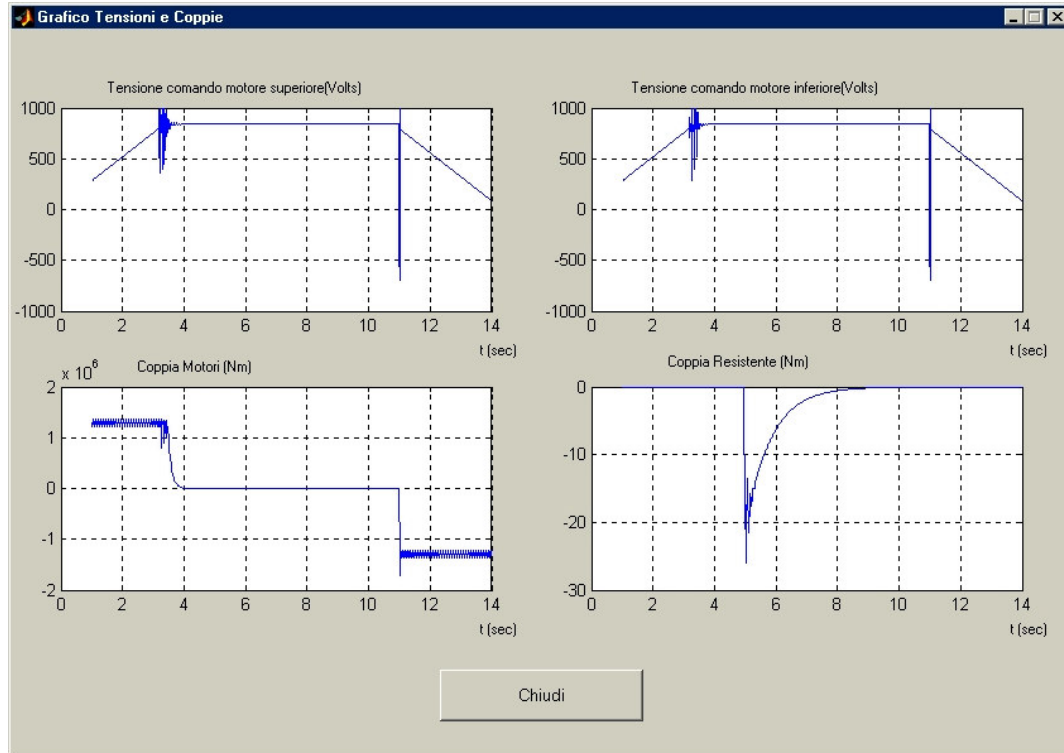 Grafico Tensioni e Coppie
Tensione comando motore superiore(Volts)
1000
500
0
-500
-1000
0 2 4 6 8 10 12 14
t (sec)
Tensione comando motore inferiore(Volts)
1000
500
0
-500
-1000
0 2 4 6 8 10 12 14
t (sec)
Coppia Motori (Nm)
x 10^6
2
1
0
-1
-2
0 2 4 6 8 10 12 14
t (sec)
Coppia Resistente (Nm)
0
-10
-20
-30
0 2 4 6 8 10 12 14
t (sec)
Chiudi